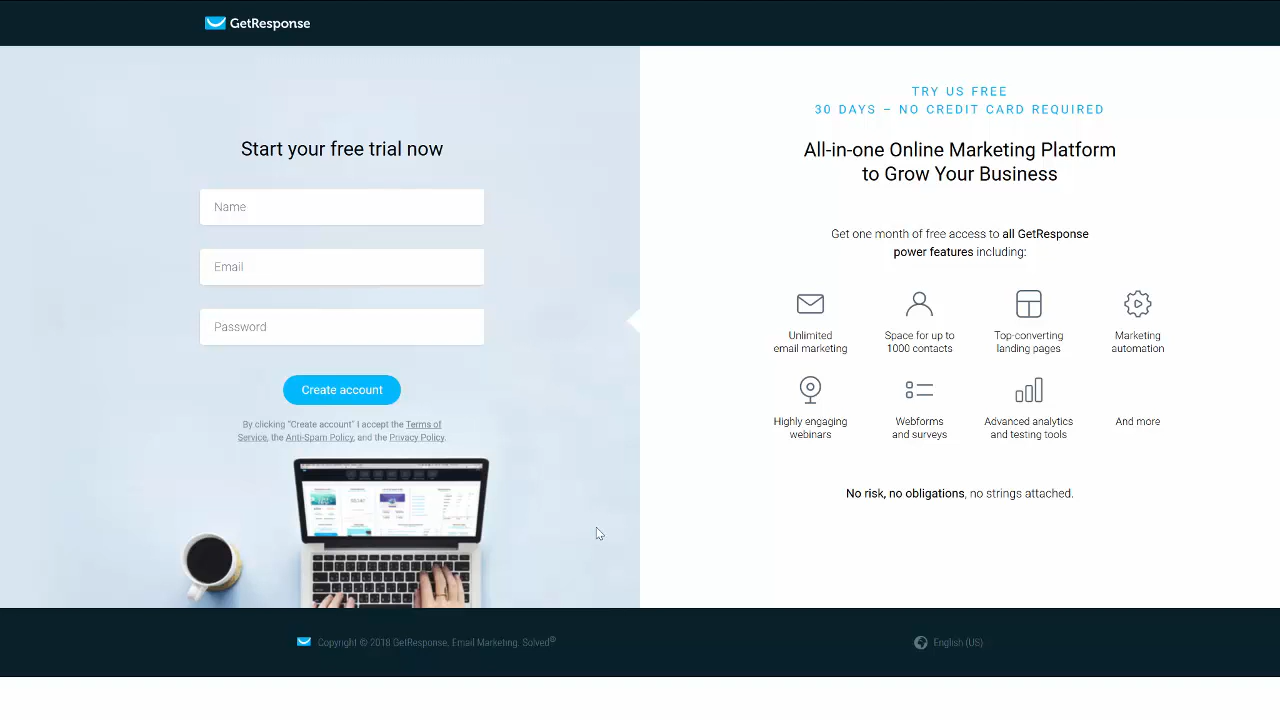 GetResponse
Start your free trial now
Name
Email
Password
Create account
By clicking "Create account" I accept the Terms of
Service, the Anti-Spam Policy, and the Privacy Policy.
TRY US FREE
30 DAYS – NO CREDIT CARD REQUIRED
All-in-one Online Marketing Platform
to Grow Your Business
Get one month of free access to all GetResponse
power features including:
Unlimited
email marketing
Space for up to
1000 contacts
Top-converting
landing pages
Marketing
automation
Highly engaging
webinars
Webforms
and surveys
Advanced analytics
and testing tools
And more
No risk, no obligations, no strings attached.
Copyright © 2018 GetResponse, Email Marketing. Solved®
English (US)